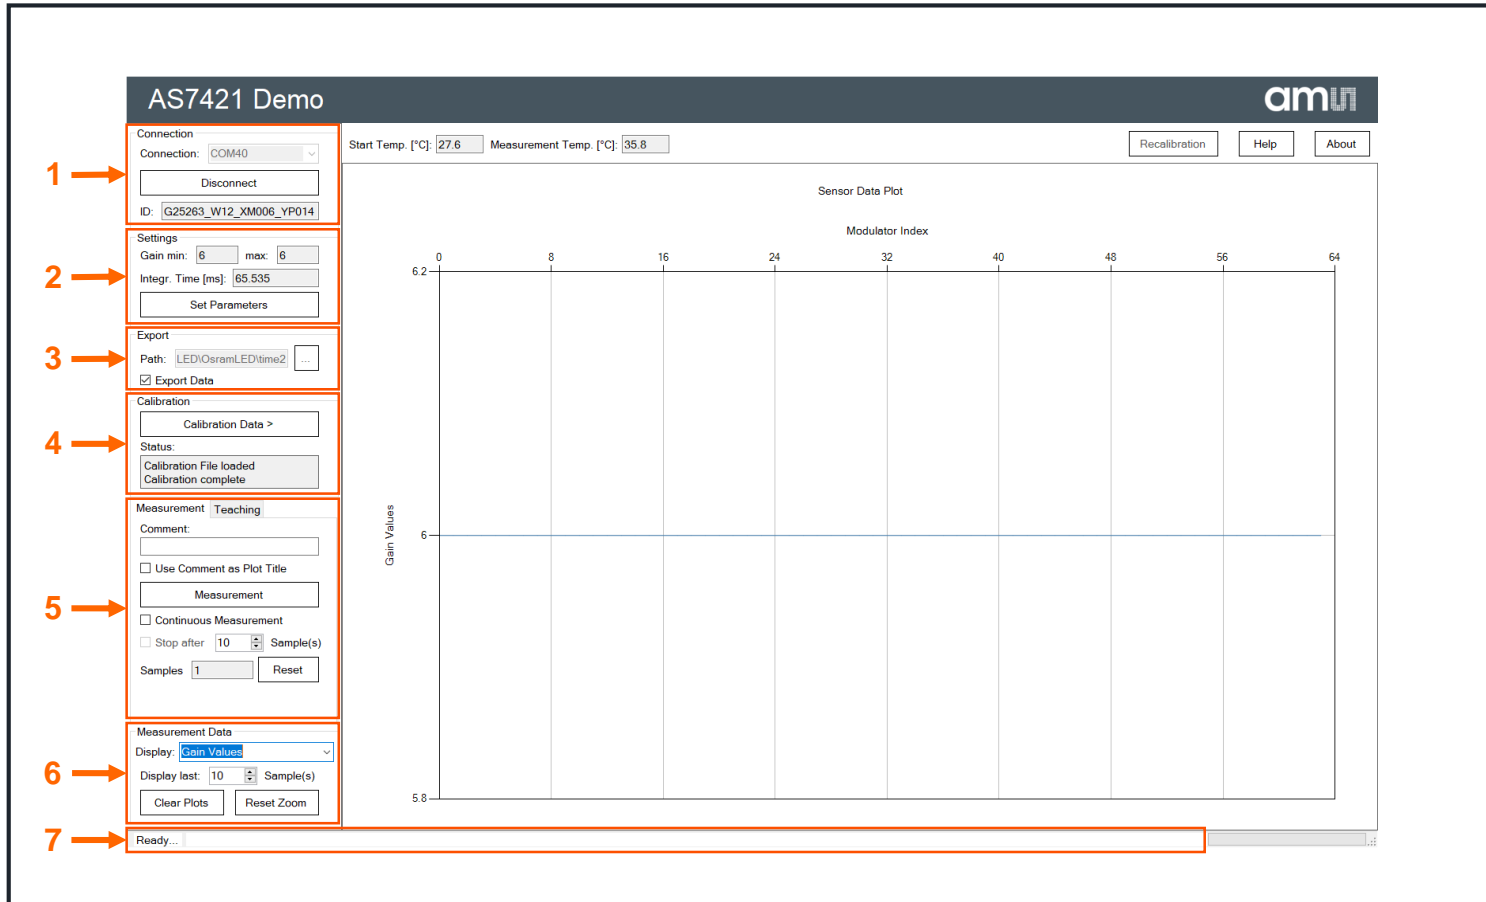 AS7421 Demo
amu
Connection
Connection: COM40
Disconnect
ID: G25263_W12_XM006_YP014
1
Settings
Gain min: 6 max: 6
Integr. Time [ms]: 65.535
Set Parameters
2
Export
Path: LED\OsramLED\time2 ...
Export Data
3
Calibration
Calibration Data >
Status:
Calibration File loaded
Calibration complete
4
Measurement Teaching
Comment:
Use Comment as Plot Title
Measurement
Continuous Measurement
Stop after 10 Sample(s)
Samples 1 Reset
5
Measurement Data
Display: Gain Values
Display last: 10 Sample(s)
Clear Plots Reset Zoom
6
Ready...
7
Start Temp. [°C]: 27.6 Measurement Temp. [°C]: 35.8 Recalibration Help About
Sensor Data Plot
Modulator Index
0 8 16 24 32 40 48 56 64
6.2
6
5.8
Gain Values